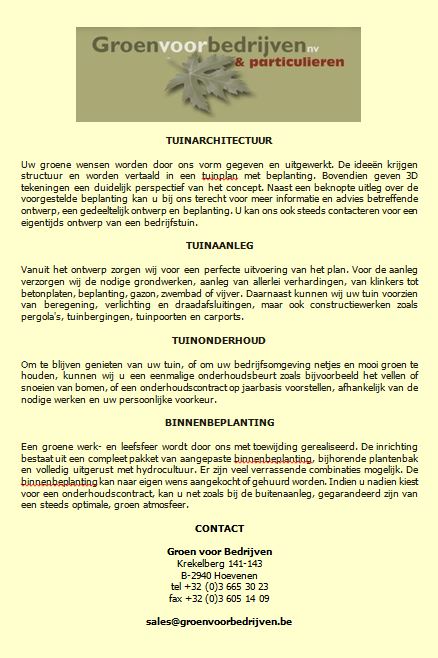 Groenvoorbedrijven nv
& particulieren
TUINARCHITECTUUR
Uw groene wensen worden door ons vorm gegeven en uitgewerkt. De ideeën krijgen
structuur en worden vertaald in een tuinplan met beplanting. Bovendien geven 3D
tekeningen een duidelijk perspectief van het concept. Naast een beknopte uitleg over de
voorgestelde beplanting kan u bij ons terecht voor meer informatie en advies betreffende
ontwerp, een gedeeltelijk ontwerp en beplanting. U kan ons ook steeds contacteren voor een
eigentijds ontwerp van een bedrijfstuin.
TUINAANLEG
Vanuit het ontwerp zorgen wij voor een perfecte uitvoering van het plan. Voor de aanleg
verzorgen wij de nodige grondwerken, aanleg van allerlei verhardingen, van klinkers tot
betonplaten, beplanting, gazon, zwembad of vijver. Daarnaast kunnen wij uw tuin voorzien
van beregening, verlichting en draadafsluitingen, maar ook constructiewerken zoals
pergola's, tuinbergingen, tuinpoorten en carports.
TUINONDERHOUD
Om te blijven genieten van uw tuin, of om uw bedrijfsomgeving netjes en mooi groen te
houden, kunnen wij u een eenmalige onderhoudsbeurt zoals bijvoorbeeld het vellen of
snoeien van bomen, of een onderhoudscontract op jaarbasis voorstellen, afhankelijk van de
nodige werken en uw persoonlijke voorkeur.
BINNENBEPLANTING
Een groene werk- en leefsfeer wordt door ons met toewijding gerealiseerd. De inrichting
bestaat uit een compleet pakket van aangepaste binnenbeplanting, bijhorende plantenbak
en volledig uitgerust met hydrocultuur. Er zijn veel verrassende combinaties mogelijk. De
binnenbeplanting kan naar eigen wens aangekocht of gehuurd worden. Indien u nadien kiest
voor een onderhoudscontract, kan u net zoals bij de buitenaanleg, gegarandeerd zijn van
een steeds optimale, groen atmosfeer.
CONTACT
Groen voor Bedrijven
Krekelberg 141-143
B-2940 Hoevenen
tel +32 (0)3 665 30 23
fax +32 (0)3 605 14 09
sales@groenvoorbedrijven.be